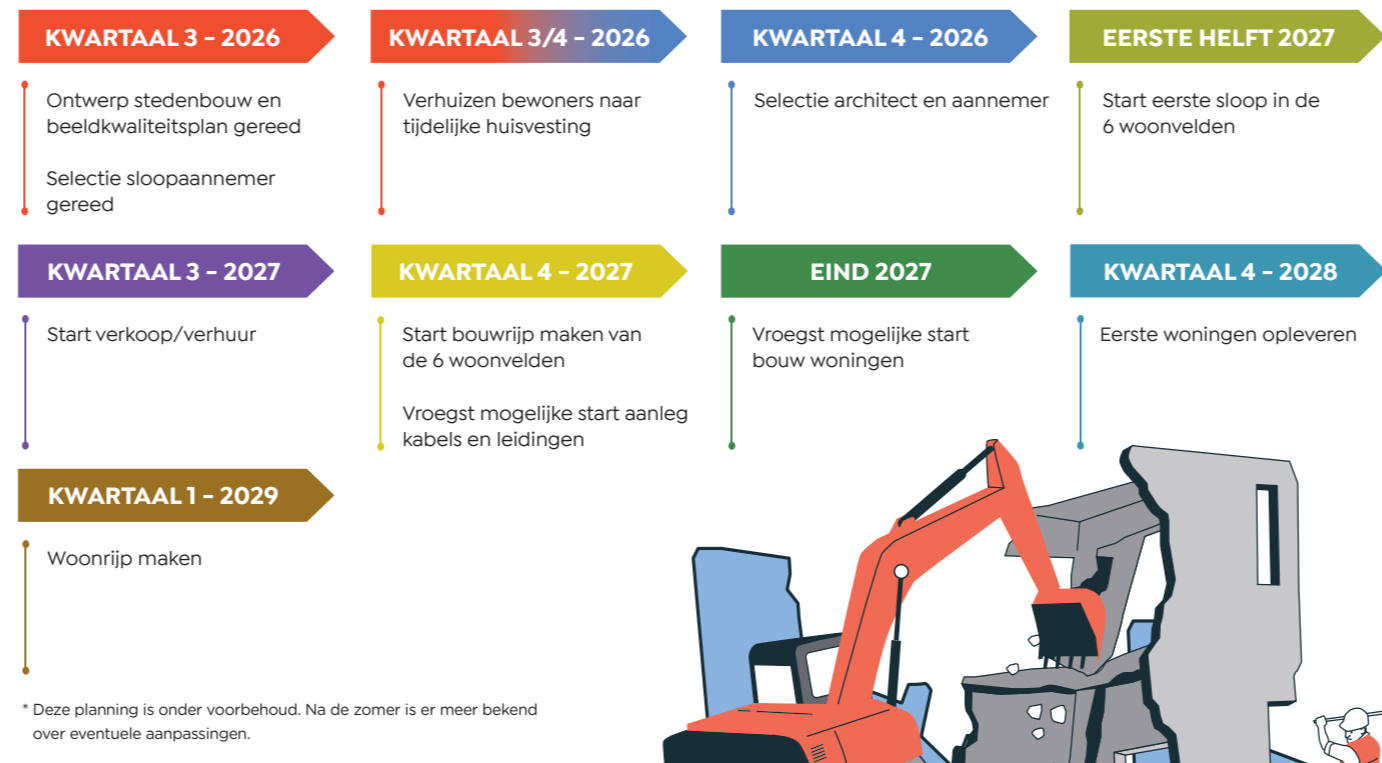 KWARTAAL 3 - 2026
Ontwerp stedenbouw en
beeldkwaliteitsplan gereed
Selectie sloopaannemer
gereed
KWARTAAL 3/4 - 2026
Verhuizen bewoners naar
tijdelijke huisvesting
KWARTAAL 4 - 2026
Selectie architect en aannemer
EERSTE HELFT 2027
Start eerste sloop in de
6 woonvelden
KWARTAAL 3 - 2027
Start verkoop/verhuur
KWARTAAL 4 - 2027
Start bouwrijp maken van
de 6 woonvelden
Vroegst mogelijke start aanleg
kabels en leidingen
EIND 2027
Vroegst mogelijke start
bouw woningen
KWARTAAL 4 - 2028
Eerste woningen opleveren
KWARTAAL 1 - 2029
Woonrijp maken
* Deze planning is onder voorbehoud. Na de zomer is er meer bekend
over eventuele aanpassingen.